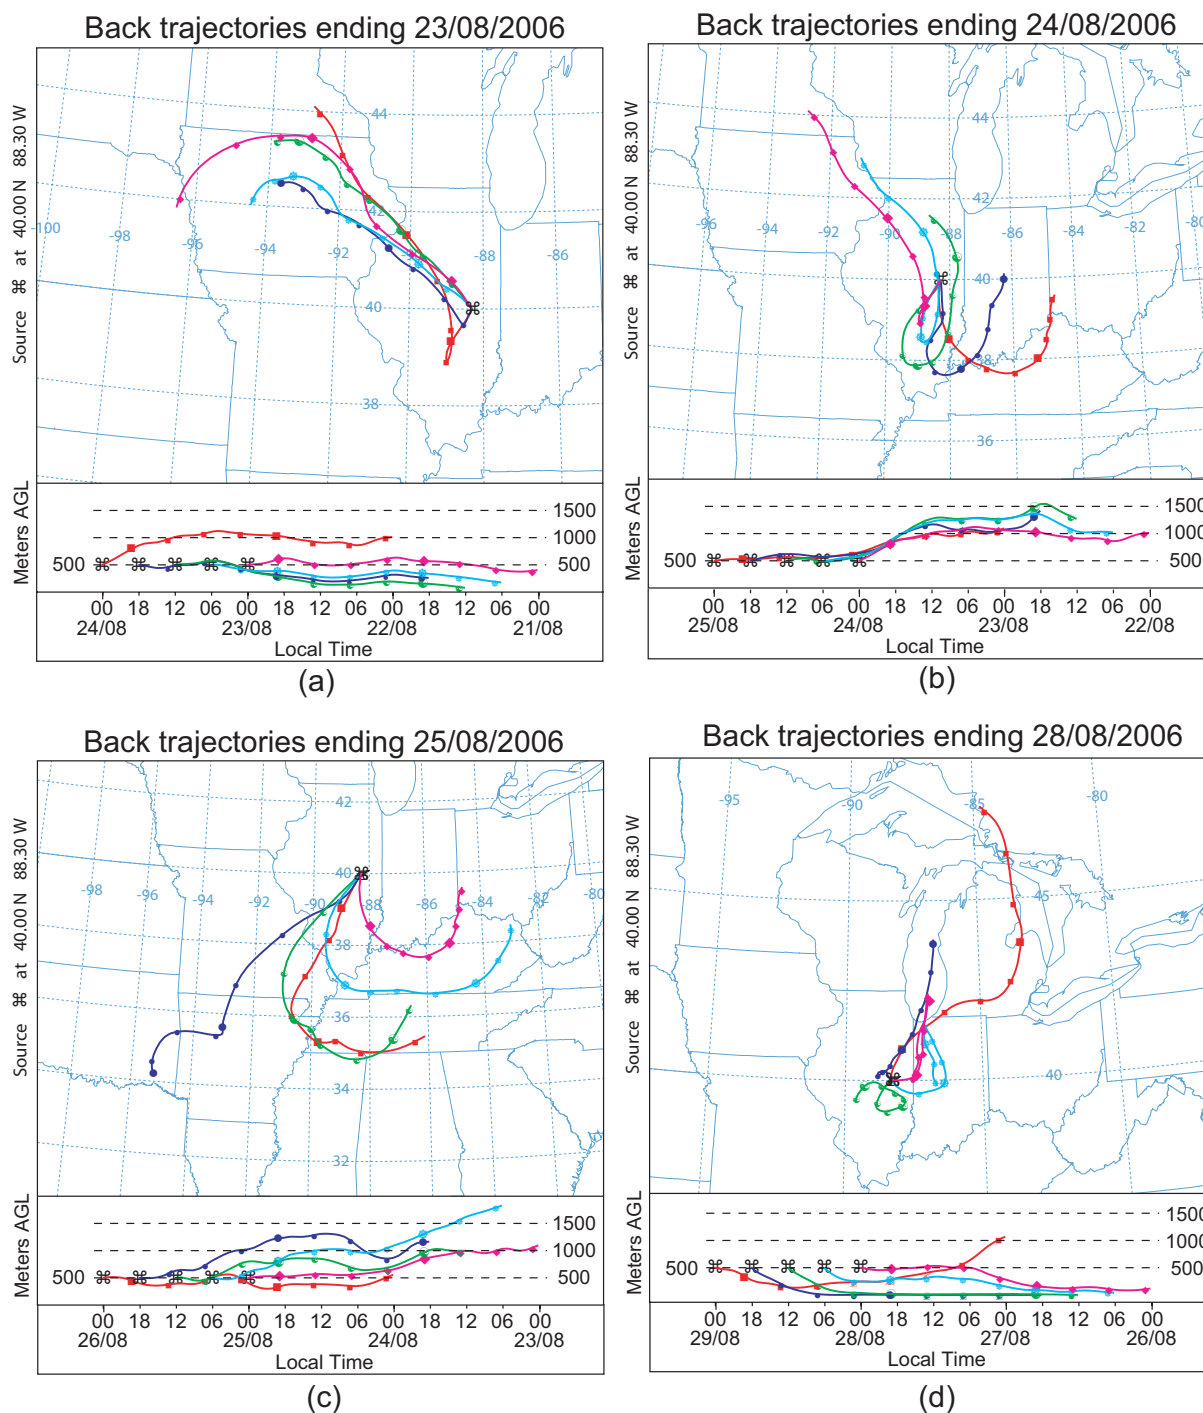 Back trajectories ending 23/08/2006
Source ⌘ at 40.00 N 88.30 W
44
42
-100
-98
-96
-94
-92
-90
-88
-86
40
38
Meters AGL
1500
1000
500
500
00 18 12 06 00 18 12 06 00 18 12 06 00
24/08 23/08 22/08 21/08
Local Time
(a)
Back trajectories ending 24/08/2006
Source ⌘ at 40.00 N 88.30 W
44
42
-96
-94
-92
-90
-88
-86
-84
-82
40
38
36
Meters AGL
1500
1000
500
500
00 18 12 06 00 18 12 06 00 18 12 06 00
25/08 24/08 23/08 22/08
Local Time
(b)
Back trajectories ending 25/08/2006
Source ⌘ at 40.00 N 88.30 W
42
40
-98
-96
-94
-90
-88
-86
-84
-82
-80
38
36
34
32
Meters AGL
1500
1000
500
500
00 18 12 06 00 18 12 06 00 18 12 06 00
26/08 25/08 24/08 23/08
Local Time
(c)
Back trajectories ending 28/08/2006
Source ⌘ at 40.00 N 88.30 W
-95
-90
-85
-80
45
40
Meters AGL
1500
1000
500
500
00 18 12 06 00 18 12 06 00 18 12 06 00
29/08 28/08 27/08 26/08
Local Time
(d)